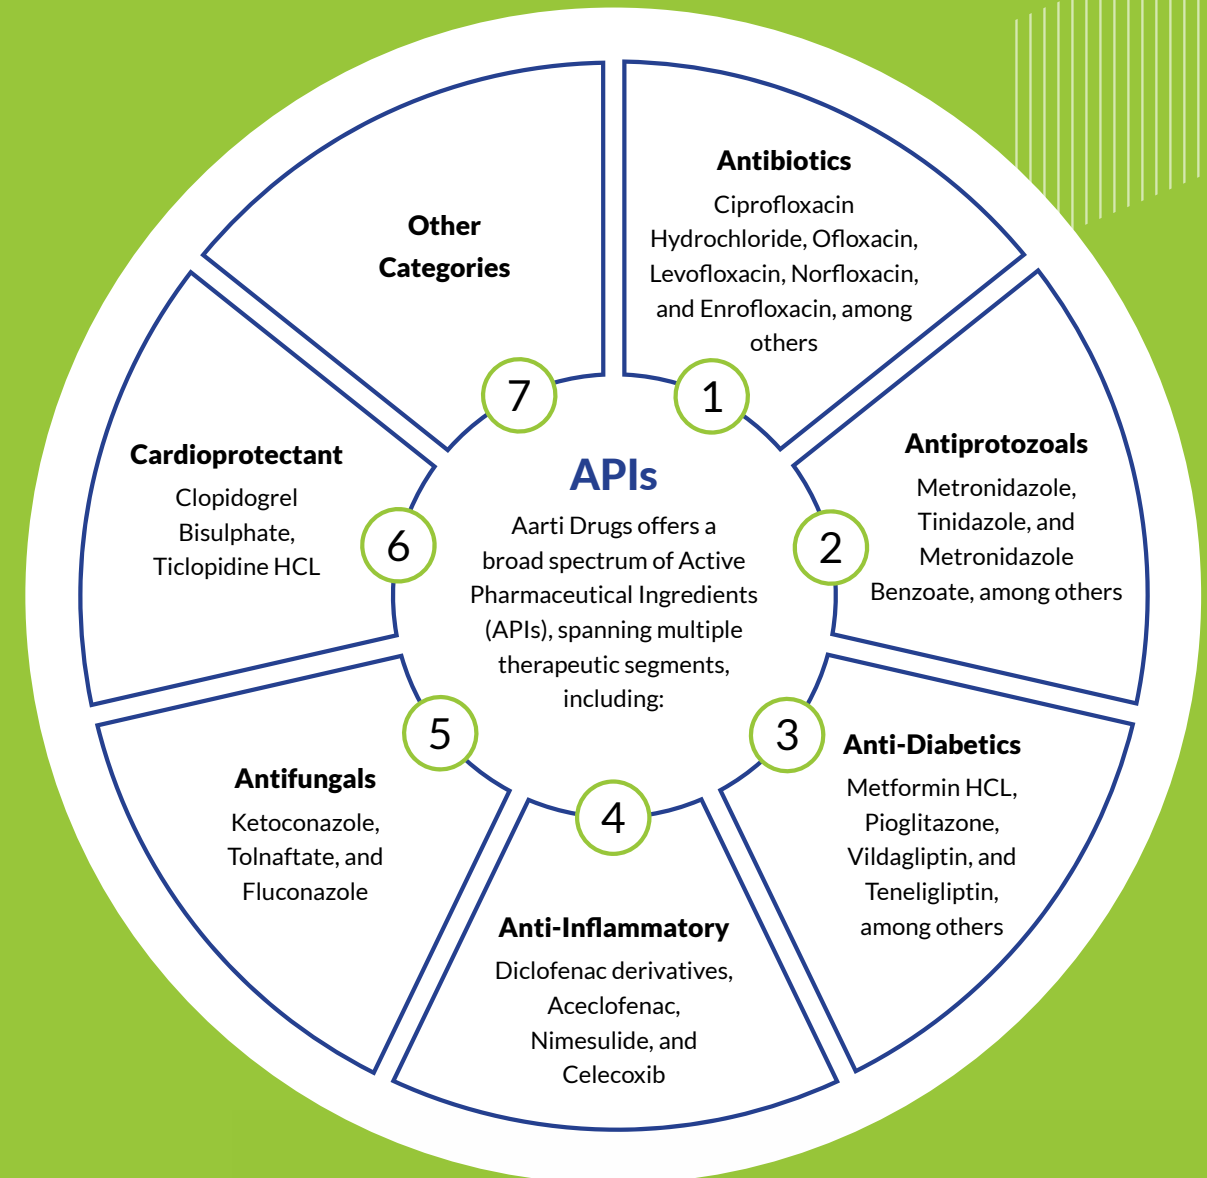 APIs
Aarti Drugs offers a
broad spectrum of Active
Pharmaceutical Ingredients
(APIs), spanning multiple
therapeutic segments,
including:
1
Antibiotics
Ciprofloxacin
Hydrochloride, Ofloxacin,
Levofloxacin, Norfloxacin,
and Enrofloxacin, among
others
2
Antiprotozoals
Metronidazole,
Tinidazole, and
Metronidazole
Benzoate, among others
3
Anti-Diabetics
Metformin HCL,
Pioglitazone,
Vildagliptin, and
Teneligliptin,
among others
4
Anti-Inflammatory
Diclofenac derivatives,
Aceclofenac,
Nimesulide, and
Celecoxib
5
Antifungals
Ketoconazole,
Tolnaftate, and
Fluconazole
6
Cardioprotectant
Clopidogrel
Bisulphate,
Ticlopidine HCL
7
Other
Categories